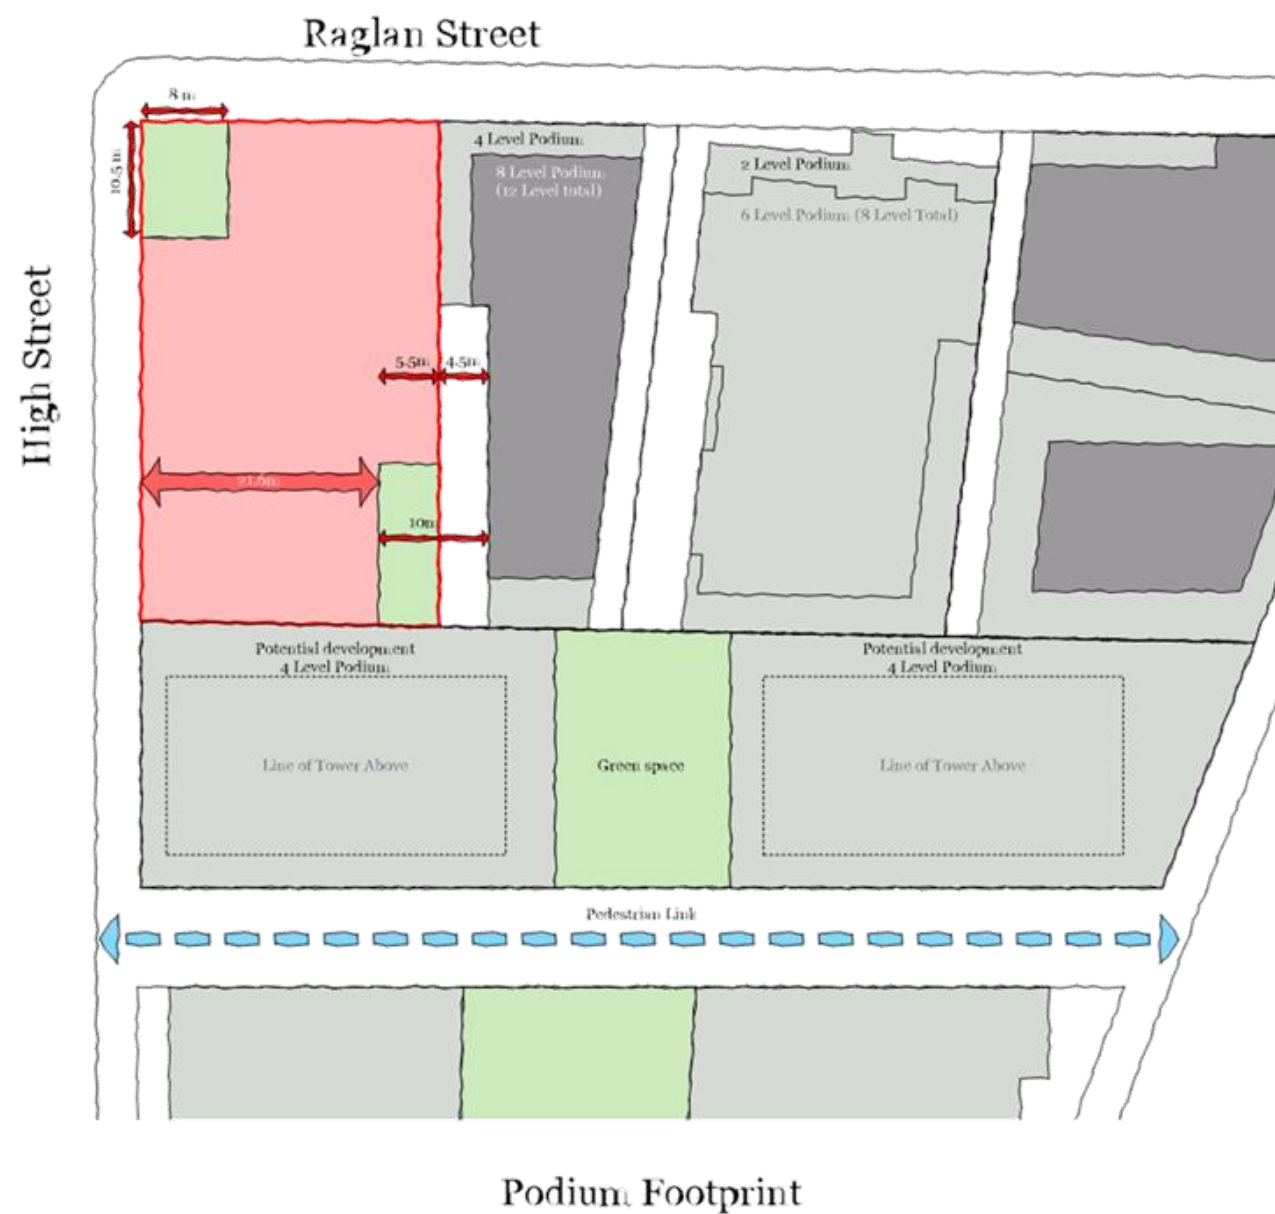 Raglan Street
8m
10.5m
4 Level Podium
8 Level Podium
(12 Level total)
2 Level Podium
6 Level Podium (8 Level Total)
High Street
5.5m
4.5m
21.6m
10m
Potential development
4 Level Podium
Potential development
4 Level Podium
Line of Tower Above
Green space
Line of Tower Above
Pedestrian Link
Podium Footprint